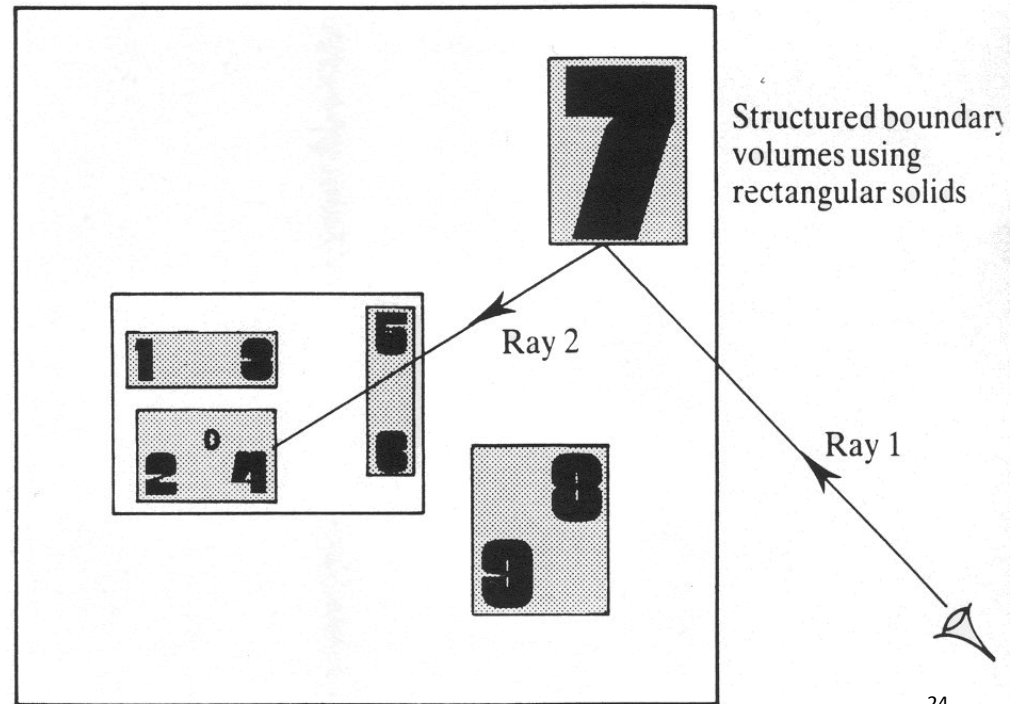 7
Structured boundary
volumes using
rectangular solids
Ray 2
1 3
5
0
2 4
6
Ray 1
8
9
24